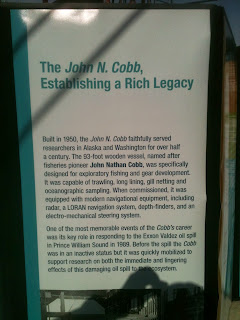 The John N. Cobb,
Establishing a Rich Legacy
Built in 1950, the John N. Cobb faithfully served
researchers in Alaska and Washington for over half
a century. The 93-foot wooden vessel, named after
fisheries pioneer John Nathan Cobb, was specifically
designed for exploratory fishing and gear development.
It was capable of trawling, long lining, gill netting and
oceanographic sampling. When commissioned, it was
equipped with modern navigational equipment, including
radar, a LORAN navigation system, depth-finders, and an
electro-mechanical steering system.
One of the most memorable events of the Cobb's career
was its key role in responding to the Exxon Valdez oil spill
in Prince William Sound in 1989. Before the spill the Cobb
was in an inactive status but it was quickly mobilized to
support research on both the immediate and lingering
effects of this damaging oil spill to the ecosystem.